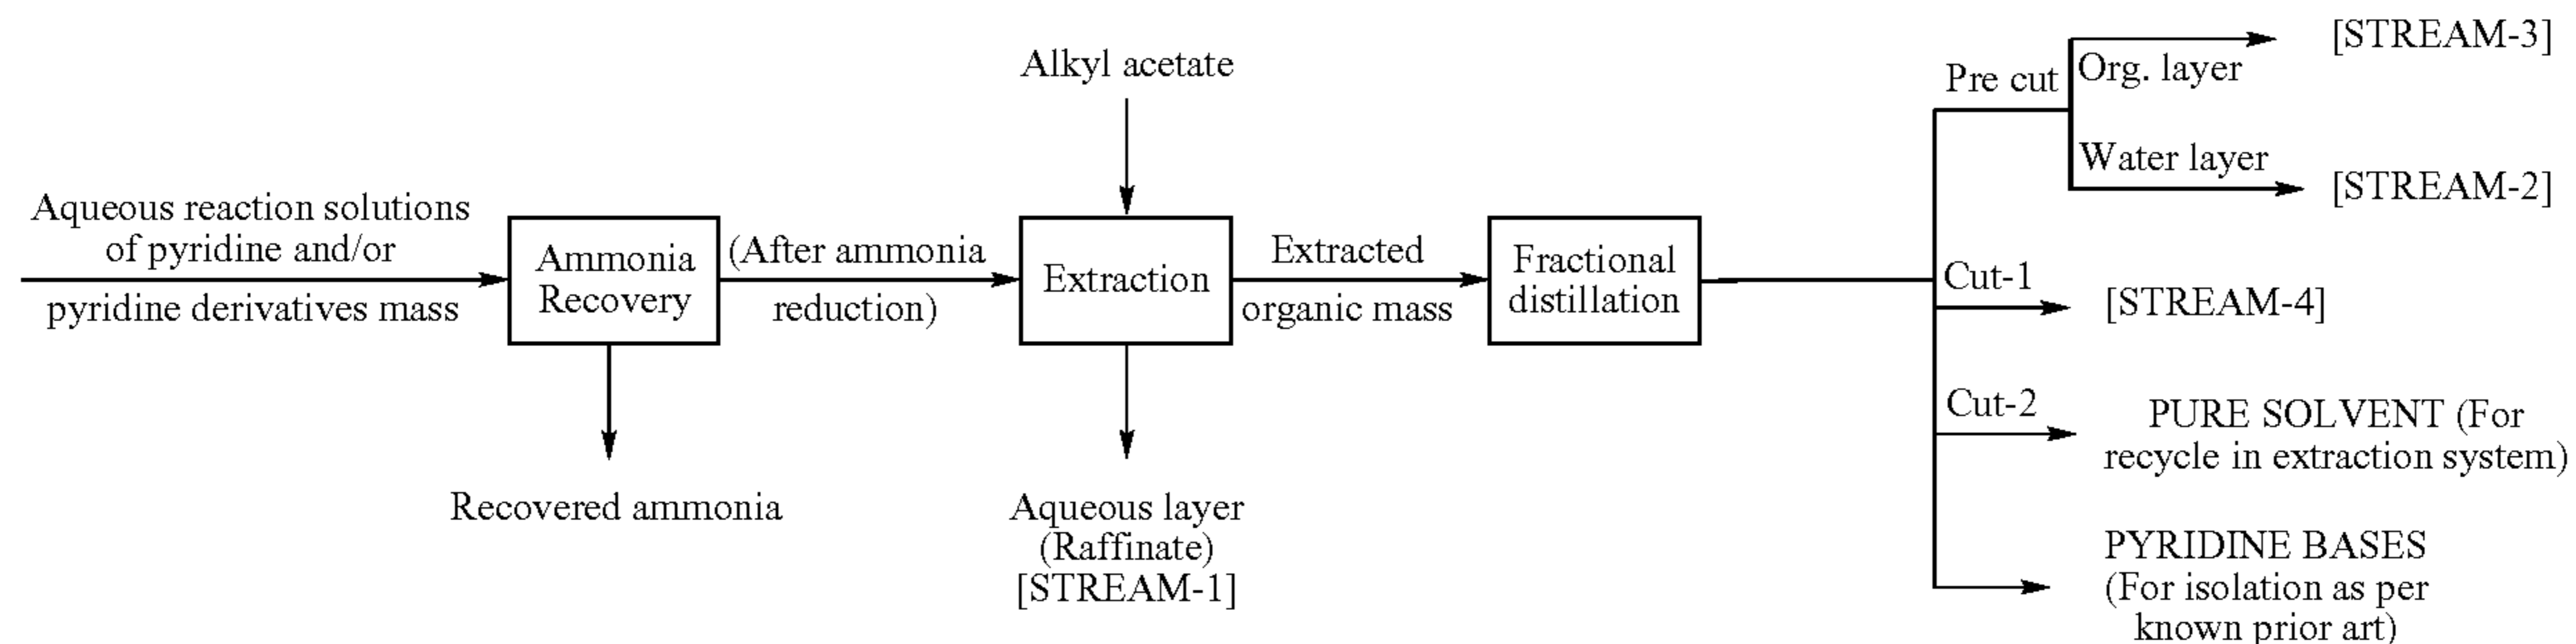 Aqueous reaction solutions
of pyridine and/or
pyridine derivatives mass
Ammonia
Recovery
Recovered ammonia
(After ammonia
reduction)
Alkyl acetate
Extraction
Aqueous layer
(Raffinate)
[STREAM-1]
Extracted
organic mass
Fractional
distillation
Pre cut
Org. layer
[STREAM-3]
Water layer
[STREAM-2]
Cut-1
[STREAM-4]
Cut-2
PURE SOLVENT (For
recycle in extraction system)
PYRIDINE BASES
(For isolation as per
known prior art)